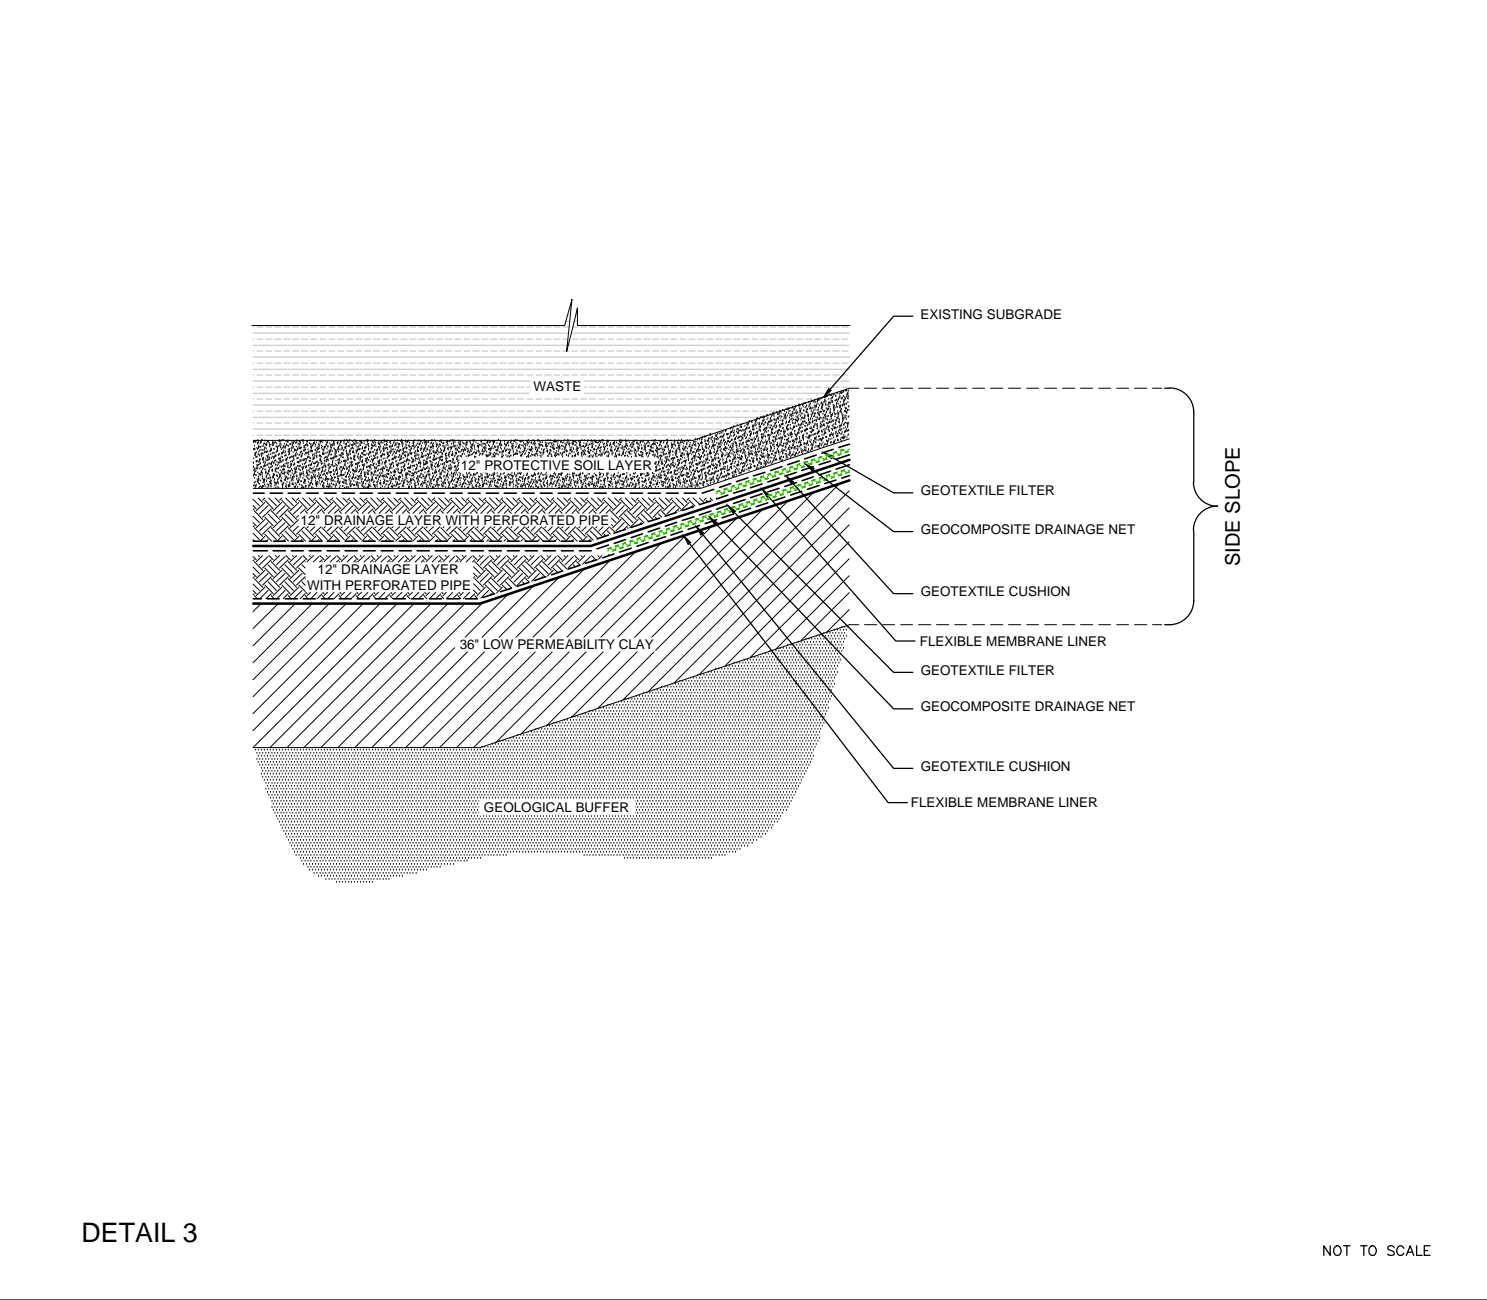 EXISTING SUBGRADE
WASTE
12" PROTECTIVE SOIL LAYER
GEOTEXTILE FILTER
12" DRAINAGE LAYER WITH PERFORATED PIPE
GEOCOMPOSITE DRAINAGE NET
SIDE SLOPE
12" DRAINAGE LAYER
WITH PERFORATED PIPE
GEOTEXTILE CUSHION
36" LOW PERMEABILITY CLAY
FLEXIBLE MEMBRANE LINER
GEOTEXTILE FILTER
GEOCOMPOSITE DRAINAGE NET
GEOTEXTILE CUSHION
FLEXIBLE MEMBRANE LINER
GEOLOGICAL BUFFER
DETAIL 3
NOT TO SCALE